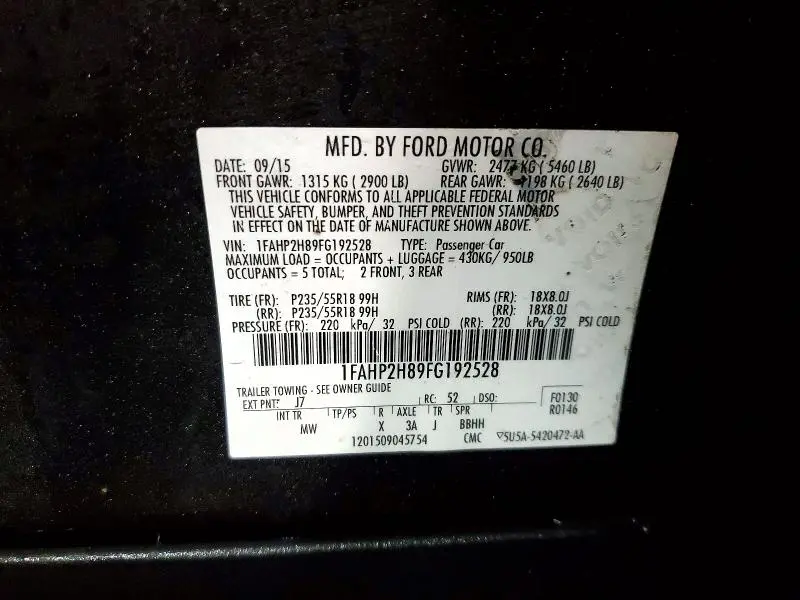 MFD. BY FORD MOTOR CO.
DATE: 09/15 GVWR: 2477 KG ( 5460 LB)
FRONT GAWR: 1315 KG ( 2900 LB) REAR GAWR: 1198 KG ( 2640 LB)
THIS VEHICLE CONFORMS TO ALL APPLICABLE FEDERAL MOTOR
VEHICLE SAFETY, BUMPER, AND THEFT PREVENTION STANDARDS
IN EFFECT ON THE DATE OF MANUFACTURE SHOWN ABOVE.
VIN: 1FAHP2H89FG192528 TYPE: Passenger Car
MAXIMUM LOAD = OCCUPANTS + LUGGAGE = 430KG/ 950LB
OCCUPANTS = 5 TOTAL; 2 FRONT, 3 REAR
TIRE (FR): P235/55R18 99H RIMS (FR): 18X8.0J
(RR): P235/55R18 99H (RR): 18X8.0J
PRESSURE (FR): 220 kPa/ 32 PSI COLD (RR): 220 kPa/ 32 PSI COLD
1FAHP2H89FG192528
TRAILER TOWING - SEE OWNER GUIDE
EXT PNT: J7 RC: 52 DSO: F0130
INT TR TP/PS R AXLE TR SPR R0146
MW X 3A J BBHH
1201509045754 CMC ▽5U5A-5420472-AA